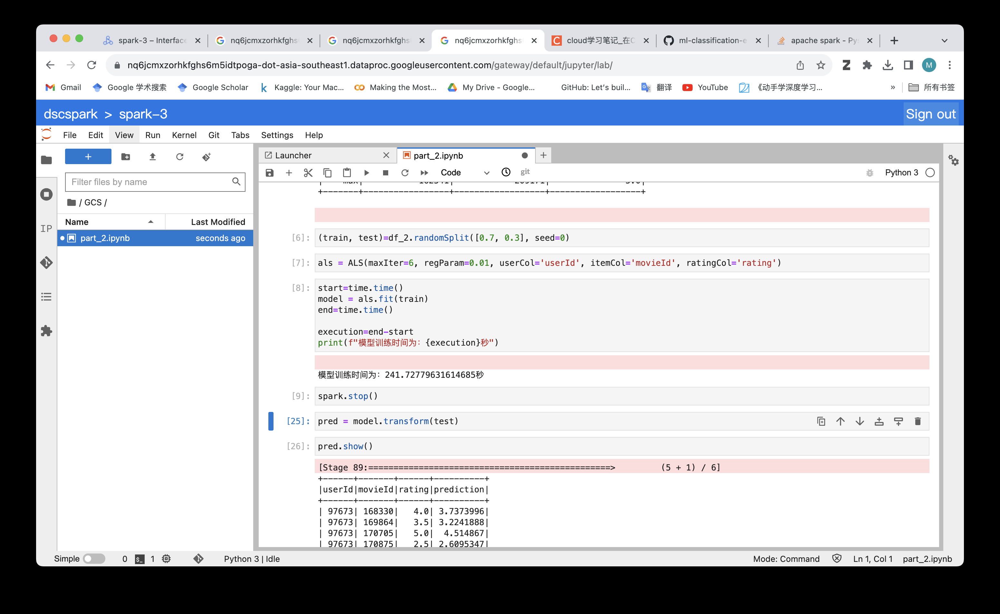 spark-3 – Interface
nq6jcmxzorhkfghs
nq6jcmxzorhkfghs
nq6jcmxzorhkfghs
cloud学习笔记_在
ml-classification-e
apache spark - Py
nq6jcmxzorhkfghs6m5idtpoga-dot-asia-southeast1.dataproc.googleusercontent.com/gateway/default/jupyter/lab/
M
Gmail
Google 学术搜索
Google Scholar
Kaggle: Your Mac...
Making the Most...
My Drive - Google...
GitHub: Let's buil...
翻译
YouTube
《动手学深度学习...
»
所有书签
dscspark > spark-3
Sign out
File Edit View Run Kernel Git Tabs Settings Help
Launcher
part_2.ipynb
Code
git
Python 3
Filter files by name
/ GCS /
Name
Last Modified
part_2.ipynb
seconds ago
IP
+-------+------------------+-------------------+------------------+
[6]: (train, test)=df_2.randomSplit([0.7, 0.3], seed=0)
[7]: als = ALS(maxIter=6, regParam=0.01, userCol='userId', itemCol='movieId', ratingCol='rating')
[8]: start=time.time()
model = als.fit(train)
end=time.time()
execution=end-start
print(f"模型训练时间为：{execution}秒")
模型训练时间为：241.72779631614685秒
[9]: spark.stop()
[25]: pred = model.transform(test)
[26]: pred.show()
[Stage 89:================================================> (5 + 1) / 6]
+------+-------+------+----------+
|userId|movieId|rating|prediction|
+------+-------+------+----------+
| 97673| 168330|   4.0| 3.7373996|
| 97673| 169864|   3.5| 3.2241888|
| 97673| 170705|   5.0|  4.514867|
| 97673| 170875|   2.5| 2.6095347|
Simple
0
$_
1
Python 3 | Idle
Mode: Command
Ln 1, Col 1
part_2.ipynb